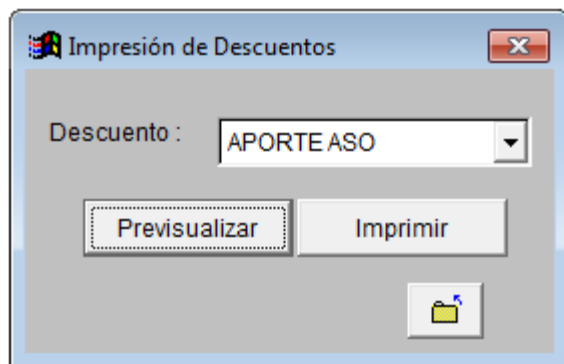 Impresión de Descuentos
Descuento : APORTE ASO
Previsualizar Imprimir